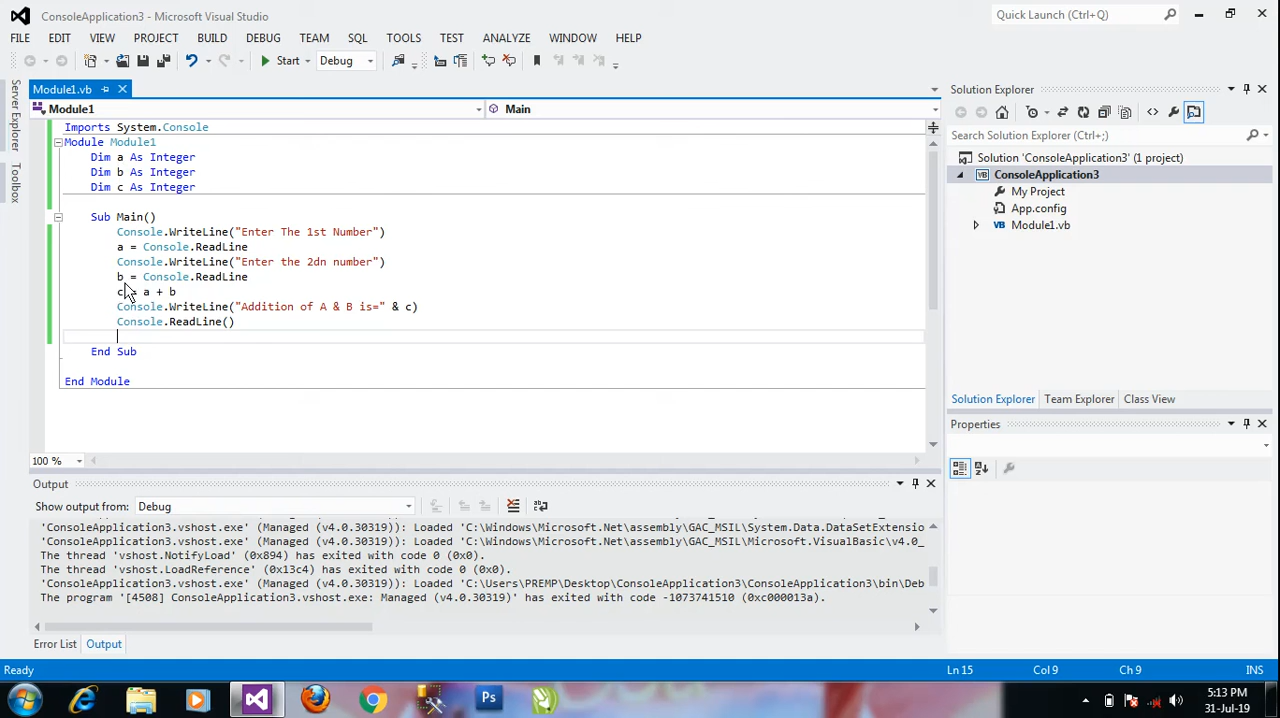 ConsoleApplication3 - Microsoft Visual Studio
Quick Launch (Ctrl+Q)
FILE EDIT VIEW PROJECT BUILD DEBUG TEAM SQL TOOLS TEST ANALYZE WINDOW HELP
Start Debug
Server Explorer
Toolbox
Module1.vb
Module1 Main
Imports System.Console
Module Module1
Dim a As Integer
Dim b As Integer
Dim c As Integer
Sub Main()
Console.WriteLine("Enter The 1st Number")
a = Console.ReadLine
Console.WriteLine("Enter the 2dn number")
b = Console.ReadLine
c = a + b
Console.WriteLine("Addition of A & B is=" & c)
Console.ReadLine()
End Sub
End Module
100 %
Output
Show output from: Debug
'ConsoleApplication3.vshost.exe' (Managed (v4.0.30319)): Loaded 'C:\Windows\Microsoft.Net\assembly\GAC_MSIL\System.Data.DataSetExtensio
'ConsoleApplication3.vshost.exe' (Managed (v4.0.30319)): Loaded 'C:\Windows\Microsoft.Net\assembly\GAC_MSIL\Microsoft.VisualBasic\v4.0_
The thread 'vshost.NotifyLoad' (0x894) has exited with code 0 (0x0).
The thread 'vshost.LoadReference' (0x13c4) has exited with code 0 (0x0).
'ConsoleApplication3.vshost.exe' (Managed (v4.0.30319)): Loaded 'C:\Users\PREMP\Desktop\ConsoleApplication3\ConsoleApplication3\bin\Deb
The program '[4508] ConsoleApplication3.vshost.exe: Managed (v4.0.30319)' has exited with code -1073741510 (0xc000013a).
Error List Output
Solution Explorer
Search Solution Explorer (Ctrl+;)
Solution 'ConsoleApplication3' (1 project)
VB ConsoleApplication3
My Project
App.config
VB Module1.vb
Solution Explorer Team Explorer Class View
Properties
Ready Ln 15 Col 9 Ch 9 INS
Ps
5:13 PM
31-Jul-19